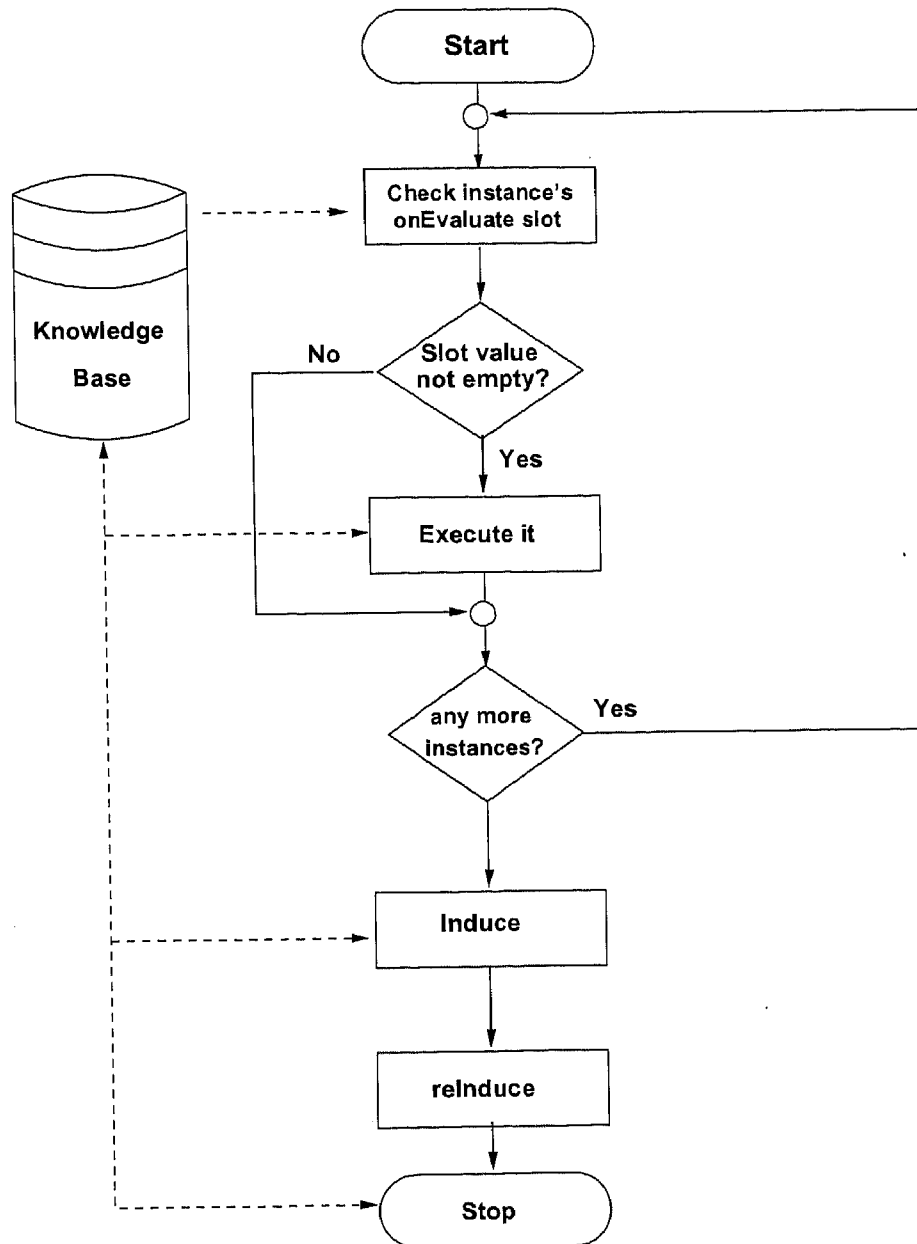 Start
Check instance's
onEvaluate slot
Knowledge
Base
No
Slot value
not empty?
Yes
Execute it
any more
instances?
Yes
Induce
reInduce
Stop